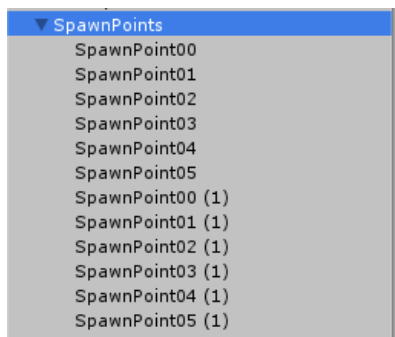 SpawnPoints
SpawnPoint00
SpawnPoint01
SpawnPoint02
SpawnPoint03
SpawnPoint04
SpawnPoint05
SpawnPoint00 (1)
SpawnPoint01 (1)
SpawnPoint02 (1)
SpawnPoint03 (1)
SpawnPoint04 (1)
SpawnPoint05 (1)